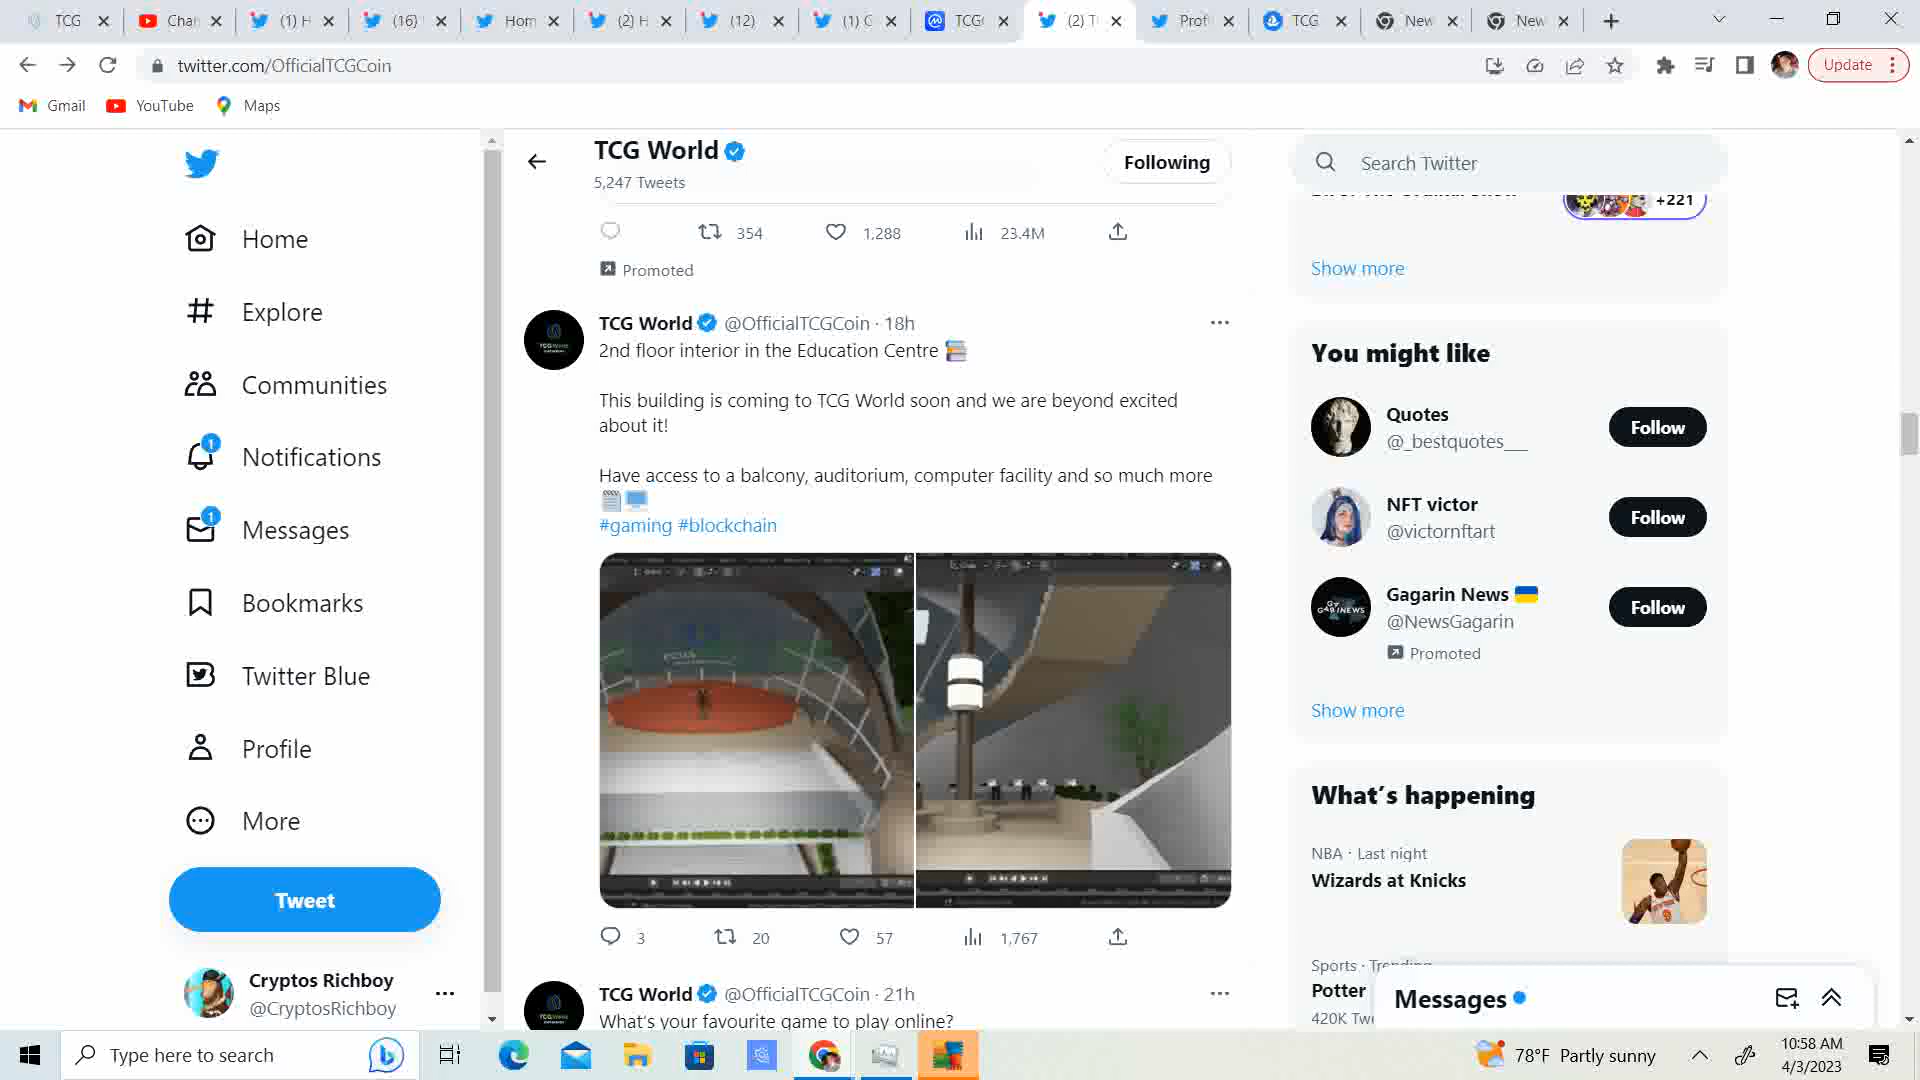 TCG
Chan
(1) H
(16)
Hom
(2) H
(12)
(1) G
TCG
(2) T
Prof
TCG
New
New
twitter.com/OfficialTCGCoin
Update
Gmail
YouTube
Maps
Home
Explore
Communities
1
Notifications
1
Messages
Bookmarks
Twitter Blue
Profile
More
Tweet
Cryptos Richboy
@CryptosRichboy
TCG World
5,247 Tweets
Following
354
1,288
23.4M
Promoted
TCG World @OfficialTCGCoin · 18h
2nd floor interior in the Education Centre
This building is coming to TCG World soon and we are beyond excited
about it!
Have access to a balcony, auditorium, computer facility and so much more
#gaming #blockchain
3
20
57
1,767
TCG World @OfficialTCGCoin · 21h
What's your favourite game to play online?
Search Twitter
+221
Show more
You might like
Quotes
@_bestquotes___
Follow
NFT victor
@victornftart
Follow
Gagarin News
@NewsGagarin
Follow
Promoted
Show more
What's happening
NBA · Last night
Wizards at Knicks
Sports · Trending
Potter
420K Twe
Messages
Type here to search
78°F Partly sunny
10:58 AM
4/3/2023